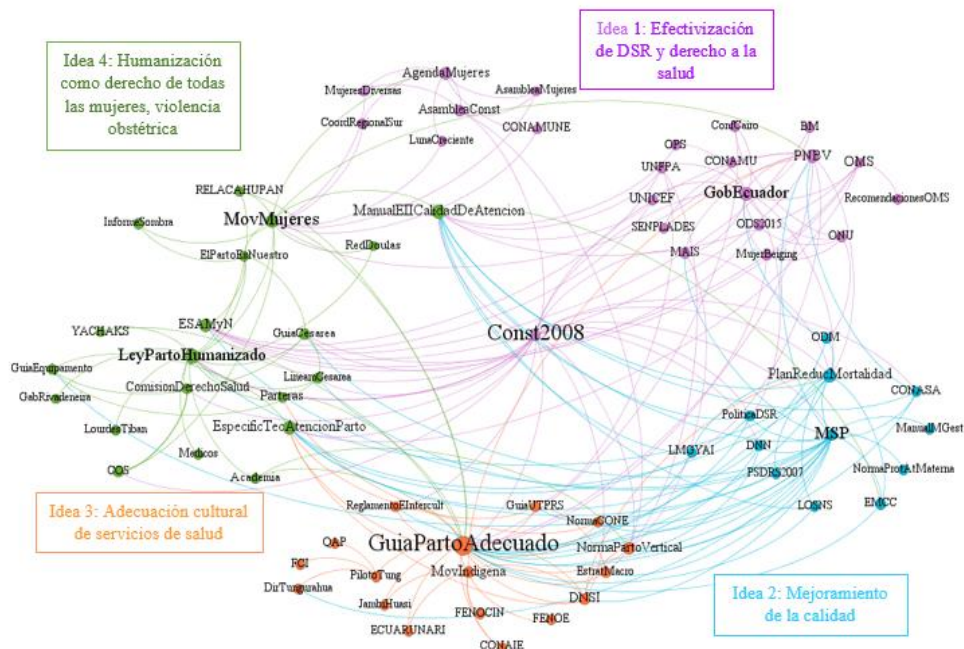 Idea 1: Efectivización
de DSR y derecho a la
salud
Idea 4: Humanización
como derecho de todas
las mujeres, violencia
obstétrica
AgendaMujeres
MujeresDiversas
AsambleaMujeres
AsambleaConst
CoordRegionalSur
CONAMUNE
LunaCreciente
ConfCairo
BM
OPS
PNBV
UNFPA
CONAMU
OMS
UNICEF
GobEcuador
RecomendacionesOMS
SENPLADES
ODS2015
ONU
MAIS
MujerBeiging
RELACAHUPAN
ManualEIICalidadDeAtencion
InformeSombra
MovMujeres
RedDoulas
ElPartoEsNuestro
Const2008
YACHAKS
ESAMyN
GuiaCesarea
ODM
LeyPartoHumanizado
GuiaEquipamento
LineamCesarea
PlanReducMortalidad
GabRivadeneira
ComisionDerechoSalud
CONASA
Parteras
PoliticaDSR
LourdesTiban
EspecificTecAtencionParto
MSP
ManualMGest
Medicos
LMGYAI
DNN
COS
Academia
PSDRS2007
NormaProtAtMaterna
Idea 3: Adecuación cultural
de servicios de salud
ReglamentoEIntercult
GuiaUTPRS
LOSNS
EMCC
NormaCONE
QAP
GuiaPartoAdecuado
NormaPartoVertical
FCI
PilotoTung
MovIndigena
EstratMacro
DirTungurahua
JambiHuasi
FENOCIN
DNSI
FENOE
ECUARUNARI
CONAIE
Idea 2: Mejoramiento
de la calidad